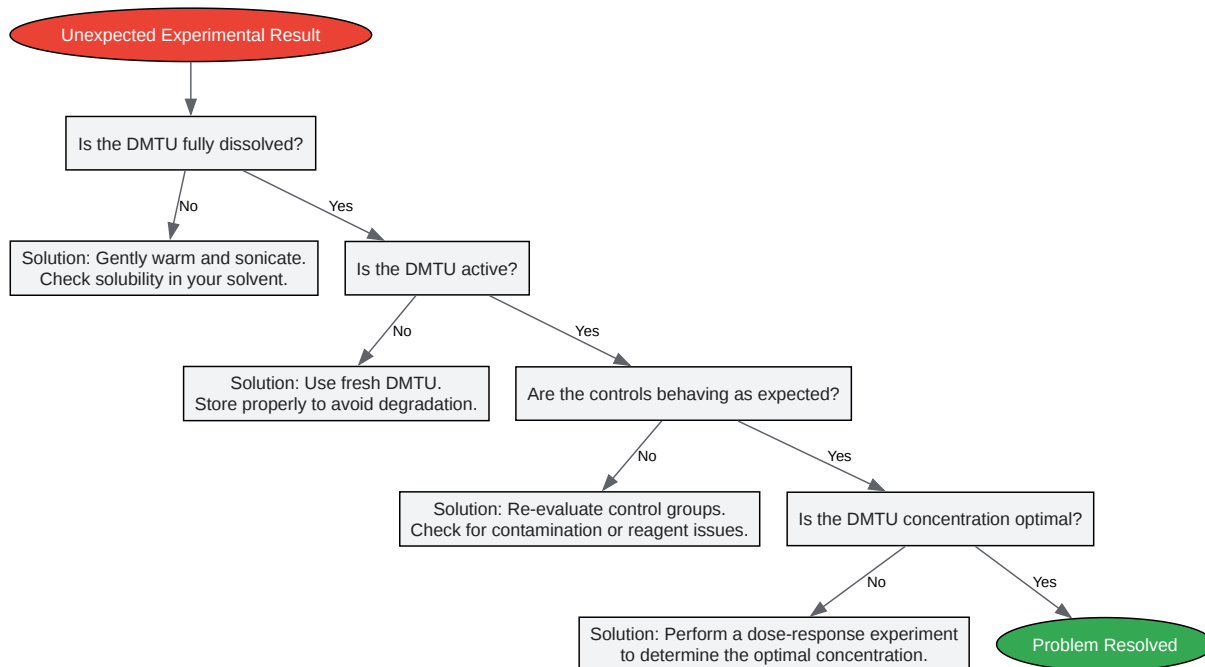 Unexpected Experimental Result
Is the DMTU fully dissolved?
No
Yes
Solution: Gently warm and sonicate.
Check solubility in your solvent.
Is the DMTU active?
No
Yes
Solution: Use fresh DMTU.
Store properly to avoid degradation.
Are the controls behaving as expected?
No
Yes
Solution: Re-evaluate control groups.
Check for contamination or reagent issues.
Is the DMTU concentration optimal?
No
Yes
Solution: Perform a dose-response experiment
to determine the optimal concentration.
Problem Resolved